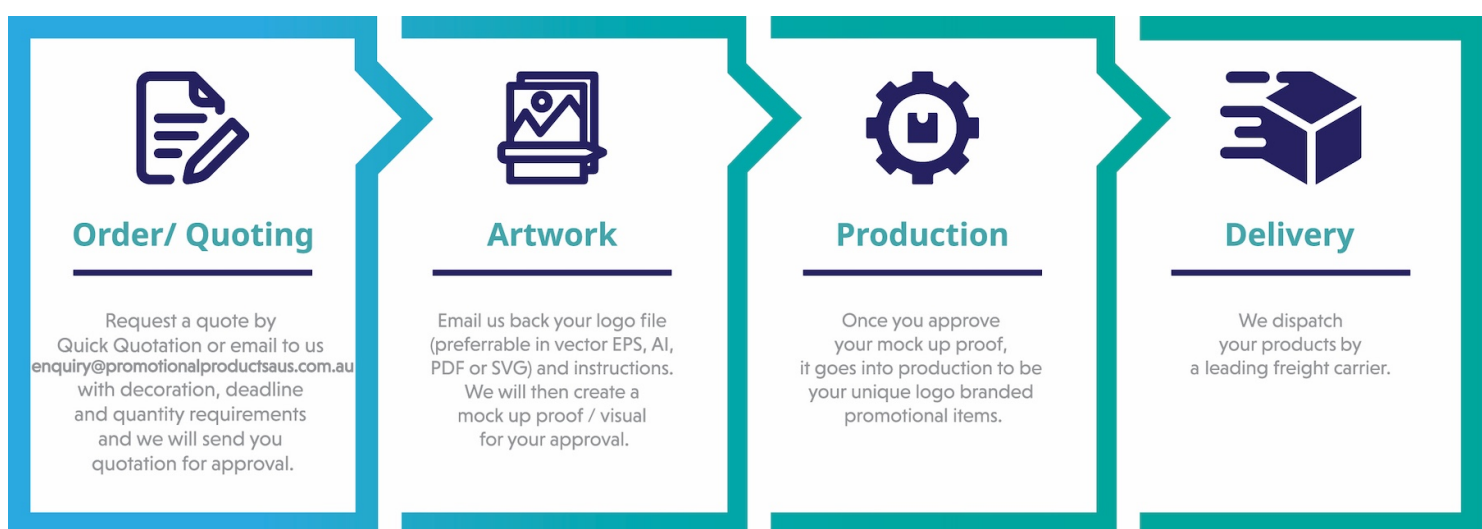 Order/ Quoting
Request a quote by
Quick Quotation or email to us
enquiry@promotionalproductsaus.com.au
with decoration, deadline
and quantity requirements
and we will send you
quotation for approval.
Artwork
Email us back your logo file
(preferrable in vector EPS, AI,
PDF or SVG) and instructions.
We will then create a
mock up proof / visual
for your approval.
Production
Once you approve
your mock up proof,
it goes into production to be
your unique logo branded
promotional items.
Delivery
We dispatch
your products by
a leading freight carrier.